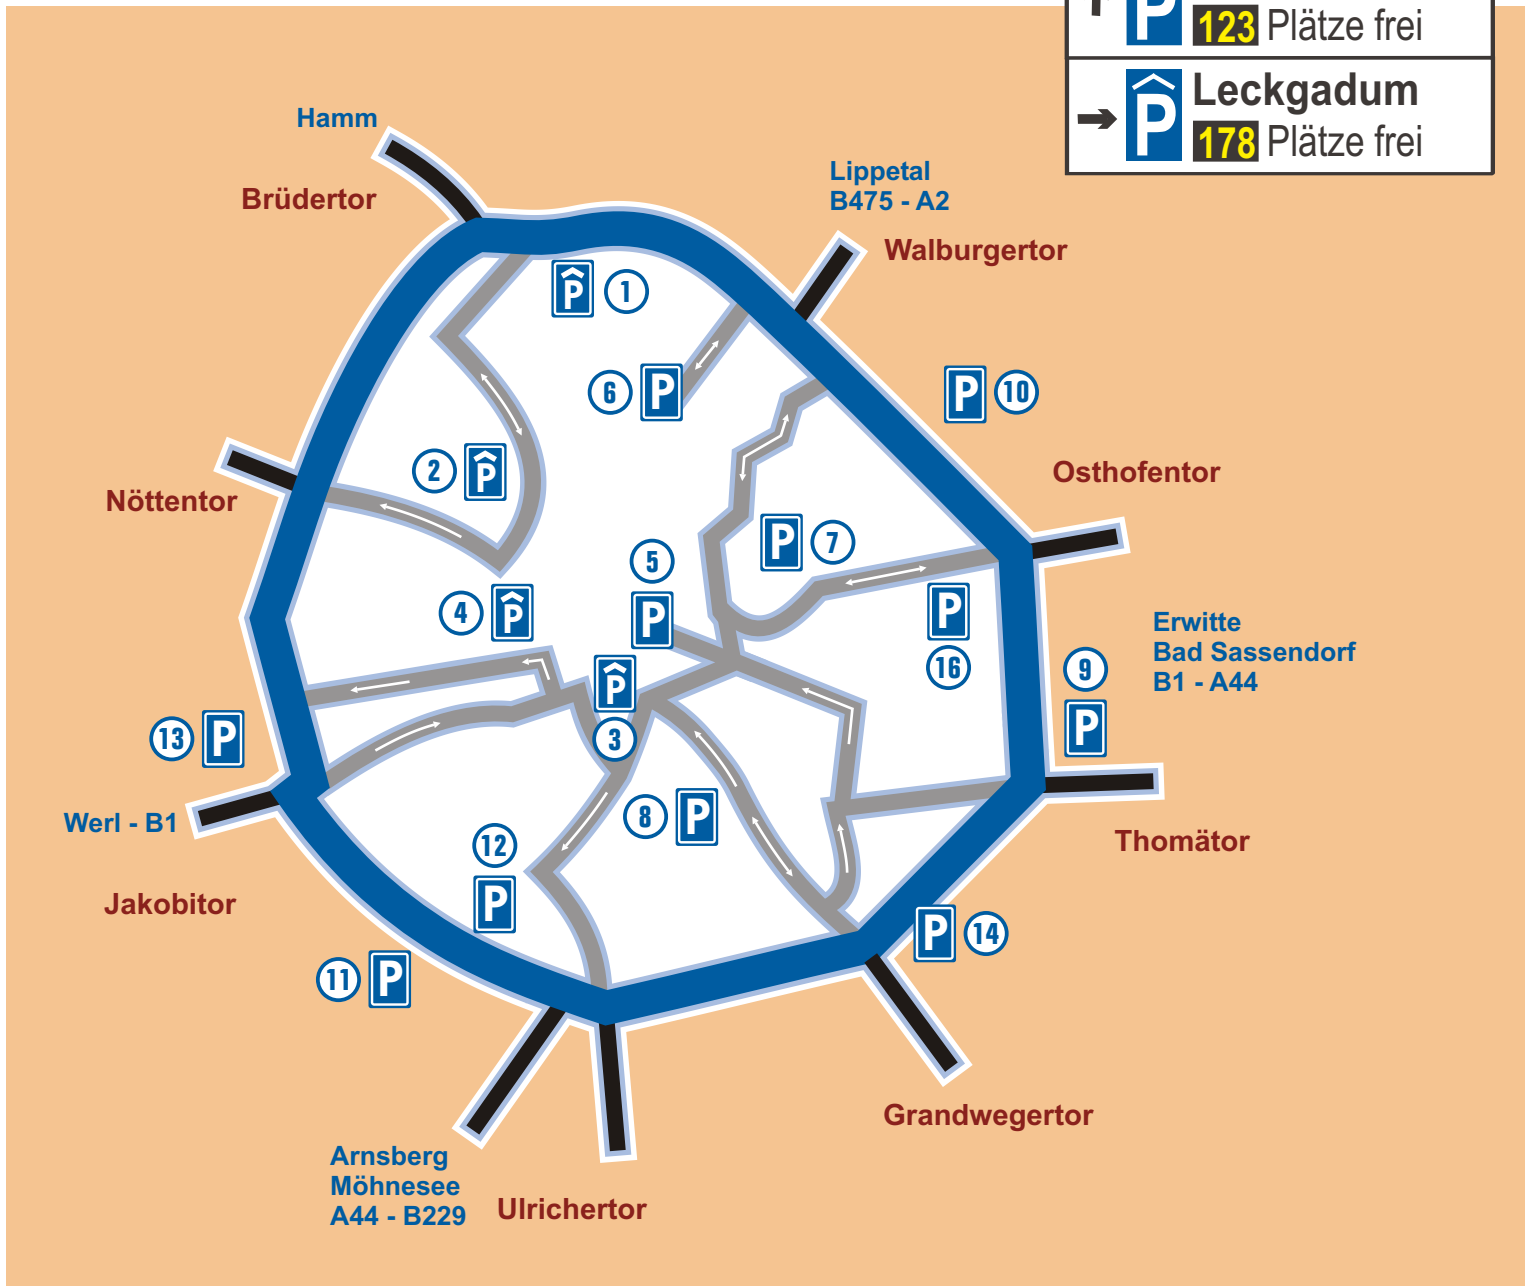 P 123 Plätze frei
P Leckgadum
178 Plätze frei
Hamm
Brüdertor
Lippetal
B475 - A2
Walburgertor
P 1
6 P
P 10
2 P
Osthofentor
Nöttentor
P 7
5
P
4 P
P
16
Erwitte
Bad Sassendorf
B1 - A44
9
P
P
3
13 P
Werl - B1
8 P
12
P
Thomätor
Jakobitor
P 14
11 P
Grandwegertor
Arnsberg
Möhnesee
A44 - B229
Ulrichertor